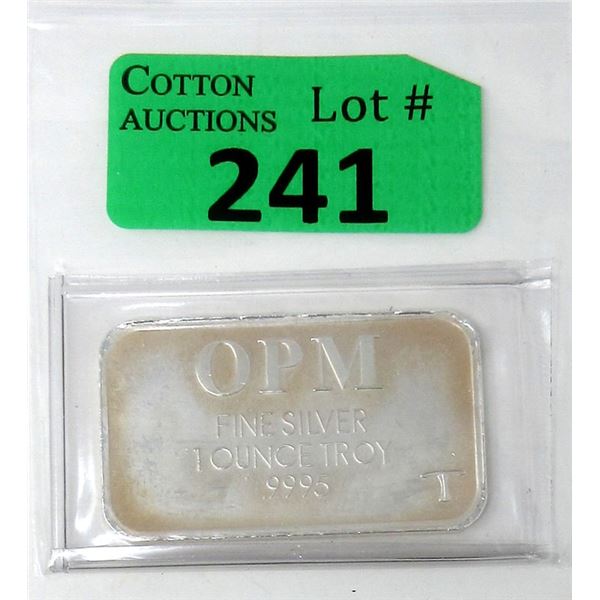 COTTON
AUCTIONS
Lot #
241
OPM
FINE SILVER
1 OUNCE TROY
.9995
T